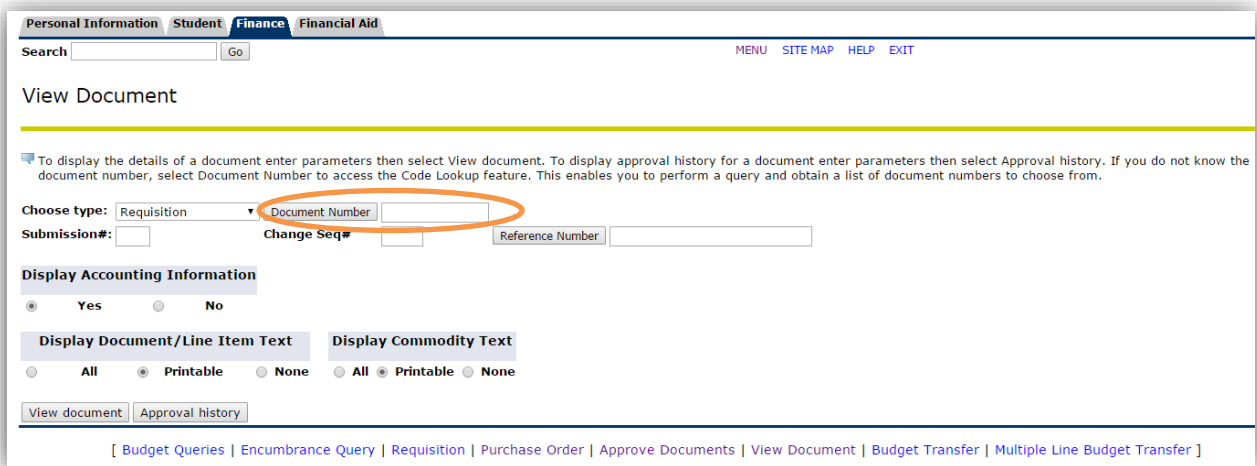 Personal Information Student Finance Financial Aid
Search Go MENU SITE MAP HELP EXIT
View Document
To display the details of a document enter parameters then select View document. To display approval history for a document enter parameters then select Approval history. If you do not know the
document number, select Document Number to access the Code Lookup feature. This enables you to perform a query and obtain a list of document numbers to choose from.
Choose type: Requisition Document Number
Submission#: Change Seq# Reference Number
Display Accounting Information
Yes No
Display Document/Line Item Text Display Commodity Text
All Printable None All Printable None
View document Approval history
[ Budget Queries | Encumbrance Query | Requisition | Purchase Order | Approve Documents | View Document | Budget Transfer | Multiple Line Budget Transfer ]